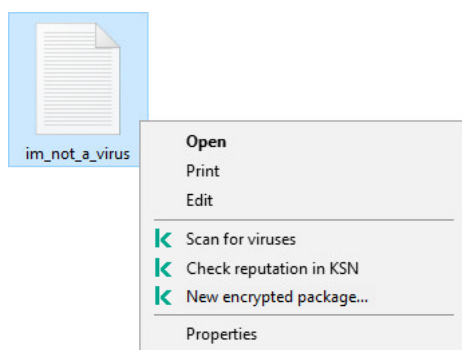 im_not_a_virus
Open
Print
Edit
Scan for viruses
Check reputation in KSN
New encrypted package...
Properties